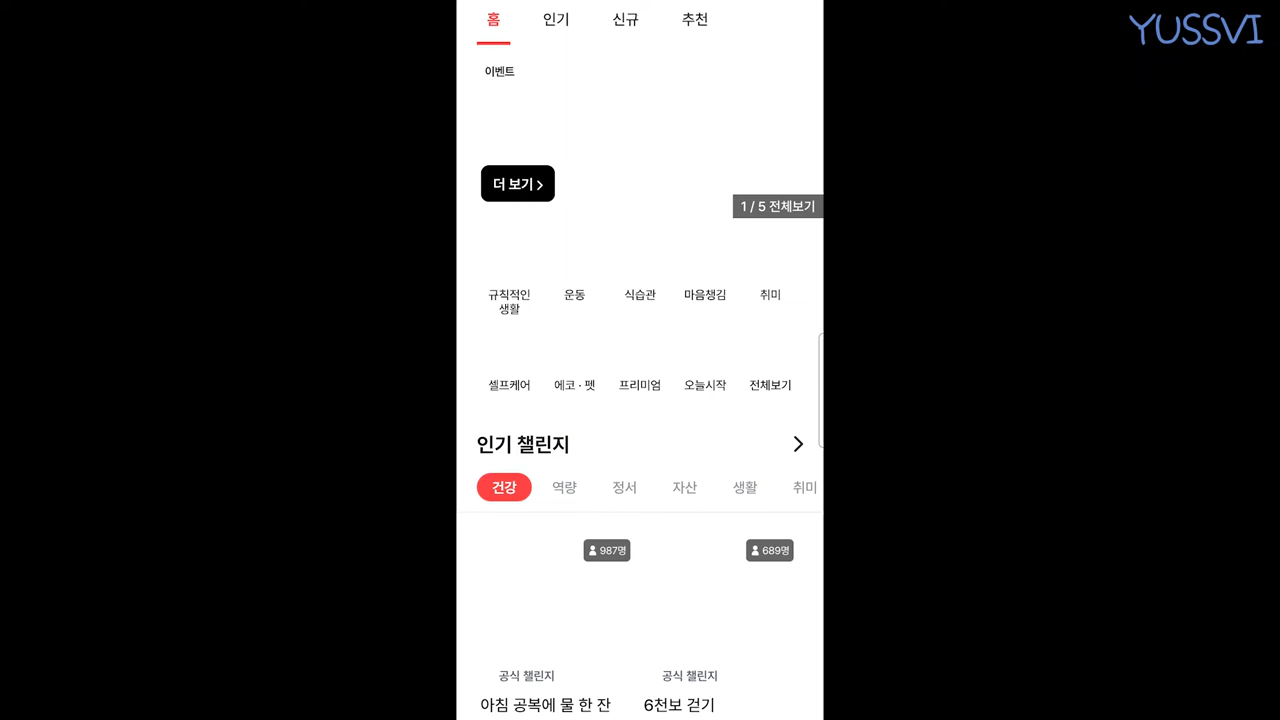 YUSSVI
홈 인기 신규 추천
이벤트
더 보기
1 / 5 전체보기
규칙적인 생활 운동 식습관 마음챙김 취미
셀프케어 에코 · 펫 프리미엄 오늘시작 전체보기
인기 챌린지
건강 역량 정서 자산 생활 취미
987명 689명
공식 챌린지 공식 챌린지
아침 공복에 물 한 잔 6천보 걷기